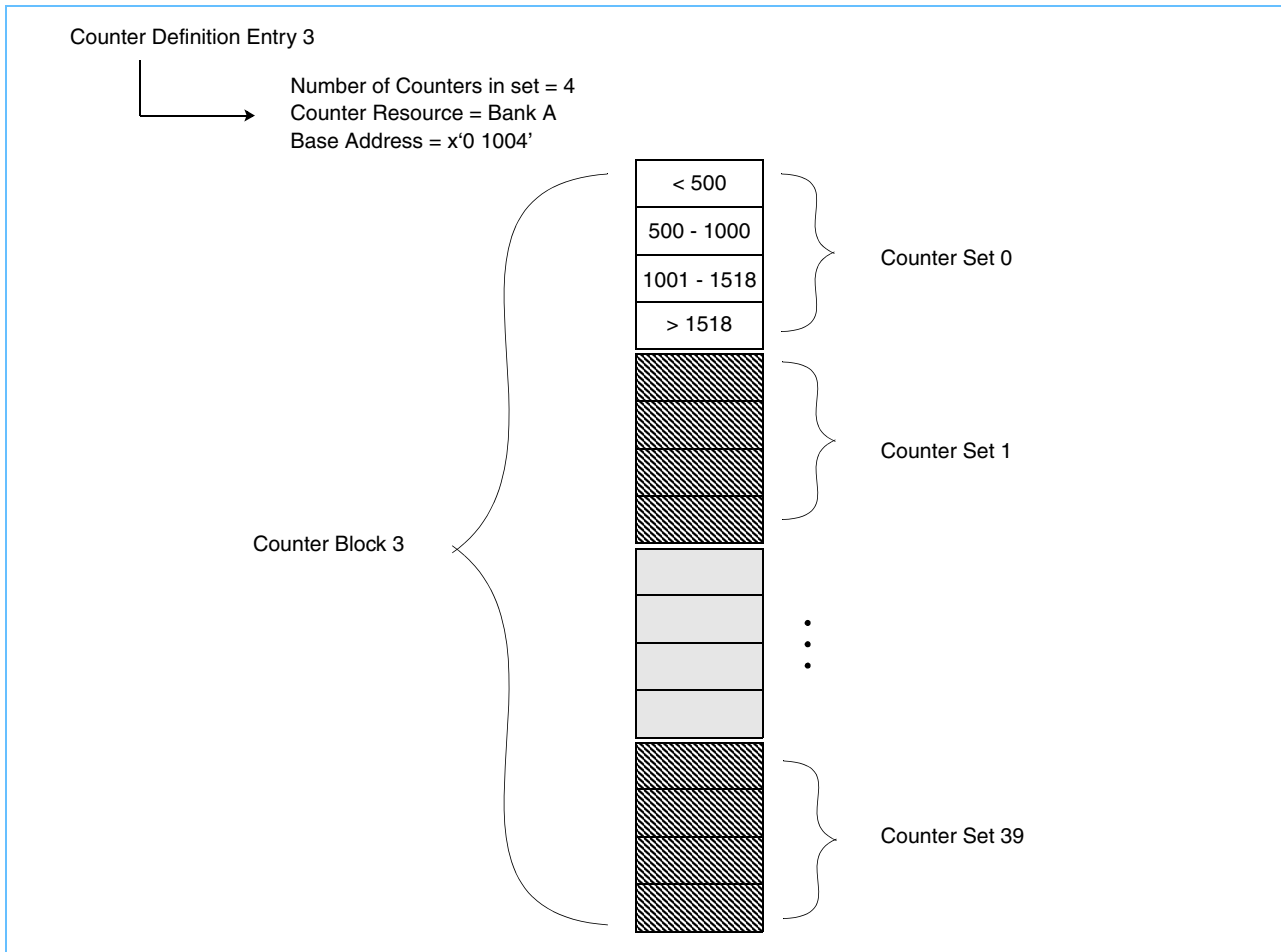 Counter Definition Entry 3
Number of Counters in set = 4
Counter Resource = Bank A
Base Address = x‘0 1004’
< 500
500 - 1000
1001 - 1518
> 1518
Counter Set 0
Counter Set 1
Counter Block 3
Counter Set 39